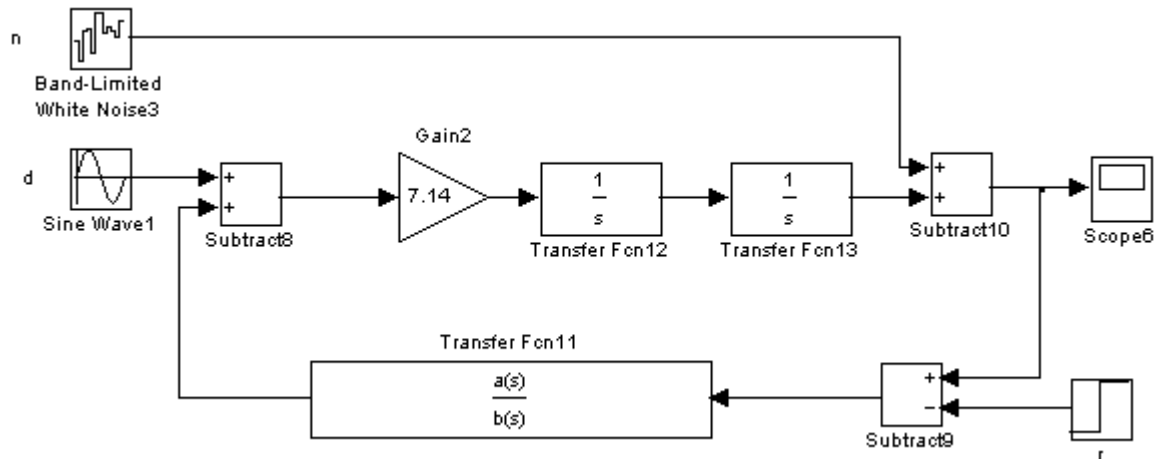 n
Band-Limited
White Noise3
d
Sine Wave1
+
+
Subtract8
Gain2
7.14
1
s
Transfer Fcn12
1
s
Transfer Fcn13
+
+
Subtract10
Scope6
Transfer Fcn11
a(s)
b(s)
+
−
Subtract9